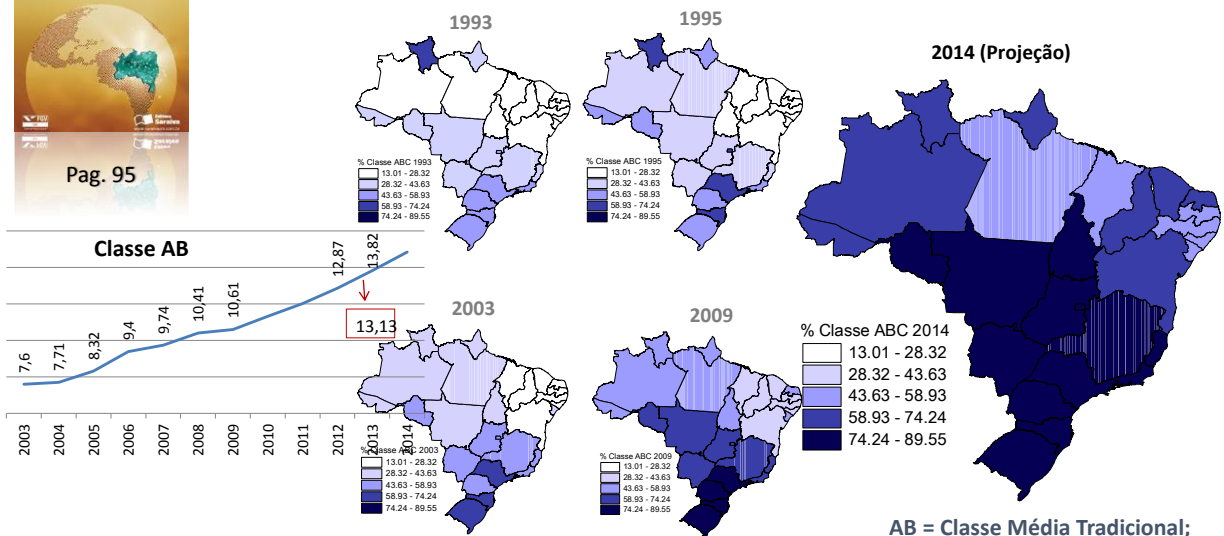 FGV
Editora
Saraiva
Pag. 95
1993
% Classe ABC 1993
13.01 - 28.32
28.32 - 43.63
43.63 - 58.93
58.93 - 74.24
74.24 - 89.55
1995
% Classe ABC 1995
13.01 - 28.32
28.32 - 43.63
43.63 - 58.93
58.93 - 74.24
74.24 - 89.55
2014 (Projeção)
% Classe ABC 2014
13.01 - 28.32
28.32 - 43.63
43.63 - 58.93
58.93 - 74.24
74.24 - 89.55
Classe AB
7,6
7,71
8,32
9,4
9,74
10,41
10,61
12,87
13,82
13,13
2003
2004
2005
2006
2007
2008
2009
2010
2011
2012
2013
2014
2003
% Classe ABC 2003
13.01 - 28.32
28.32 - 43.63
43.63 - 58.93
58.93 - 74.24
74.24 - 89.55
2009
% Classe ABC 2009
13.01 - 28.32
28.32 - 43.63
43.63 - 58.93
58.93 - 74.24
74.24 - 89.55
AB = Classe Média Tradicional;